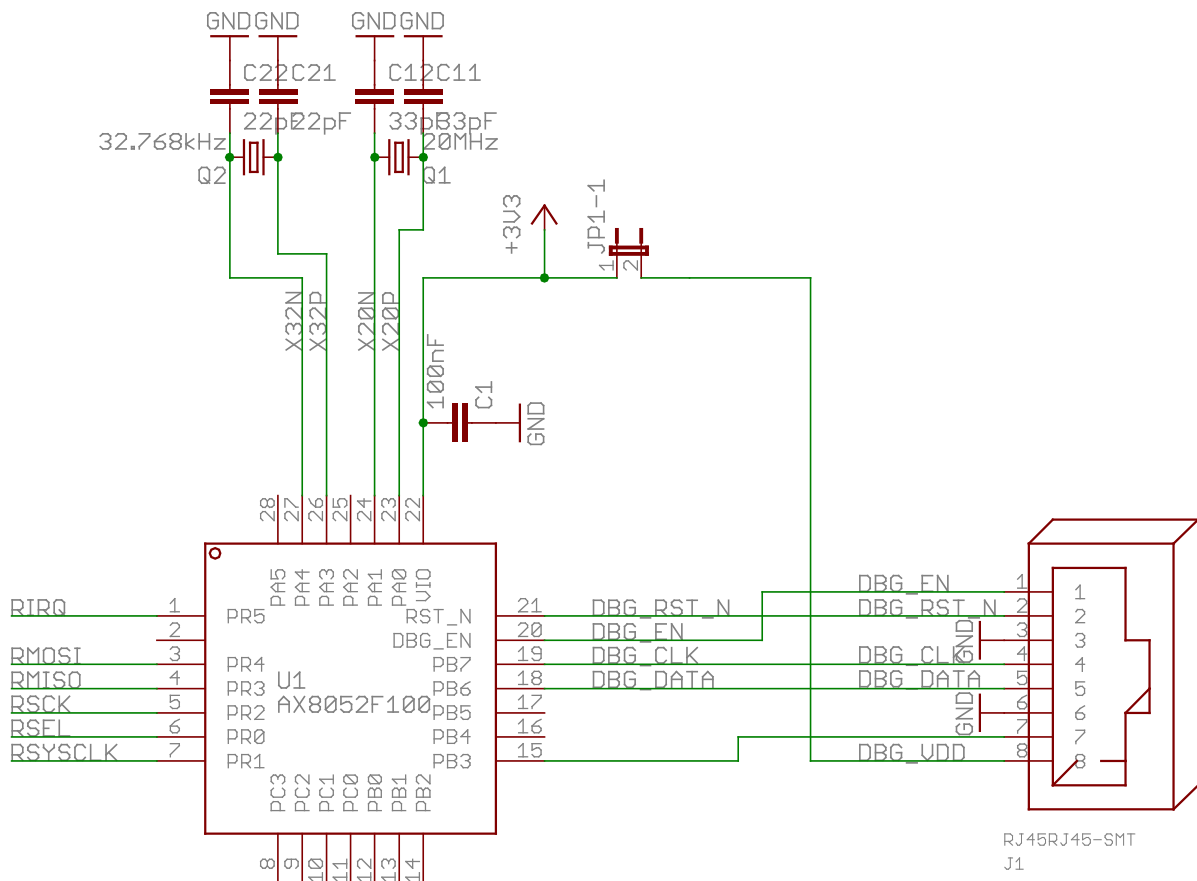 GND GND GND GND
C22 C21 C12 C11
22pF 22pF 33pF 33pF
32.768kHz 20MHz
Q2 Q1
+3V3
JP1-1
1 2
X32N X32P X20N X20P
100nF
C1
GND
28 27 26 25 24 23 22
PA5 PA4 PA3 PA2 PA1 PA0 VIO
RIRQ 1 PR5 RST_N 21 DBG_RST_N
2 DBG_EN 20 DBG_EN
RMOSI 3 PR4 PB7 19 DBG_CLK
RMISO 4 PR3 PB6 18 DBG_DATA
RSCK 5 PR2 PB5 17
RSEL 6 PR0 PB4 16
RSYSCLK 7 PR1 PB3 15
U1
AX8052F100
PC3 PC2 PC1 PC0 PB0 PB1 PB2
8 9 10 11 12 13 14
DBG_EN 1 1
DBG_RST_N 2 2
GND 3 3
DBG_CLK 4 4
DBG_DATA 5 5
GND 6 6
7 7
DBG_VDD 8 8
RJ45RJ45-SMT
J1